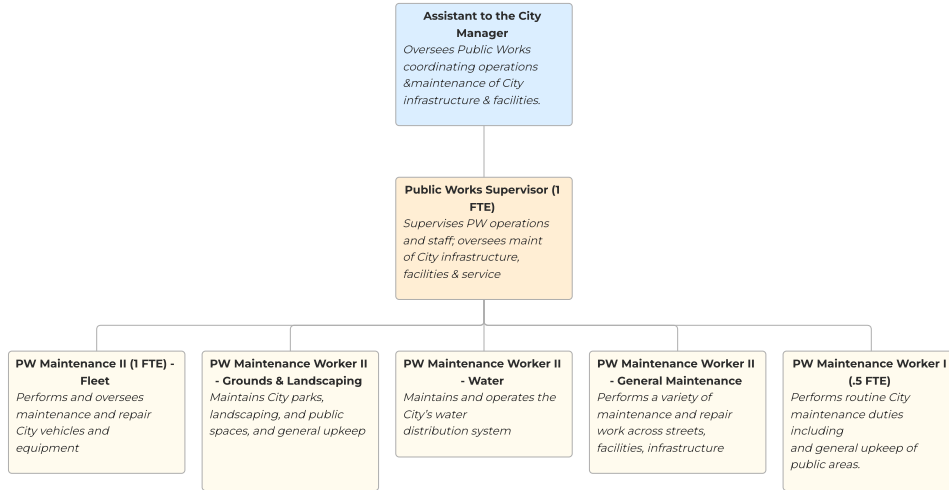 Assistant to the City
Manager
Oversees Public Works
coordinating operations
&maintenance of City
infrastructure & facilities.
Public Works Supervisor (1
FTE)
Supervises PW operations
and staff; oversees maint
of City infrastructure,
facilities & service
PW Maintenance II (1 FTE) -
Fleet
Performs and oversees
maintenance and repair
City vehicles and
equipment
PW Maintenance Worker II
- Grounds & Landscaping
Maintains City parks,
landscaping, and public
spaces, and general upkeep
PW Maintenance Worker II
- Water
Maintains and operates the
City’s water
distribution system
PW Maintenance Worker II
- General Maintenance
Performs a variety of
maintenance and repair
work across streets,
facilities, infrastructure
PW Maintenance Worker I
(.5 FTE)
Performs routine City
maintenance duties
including
and general upkeep of
public areas.